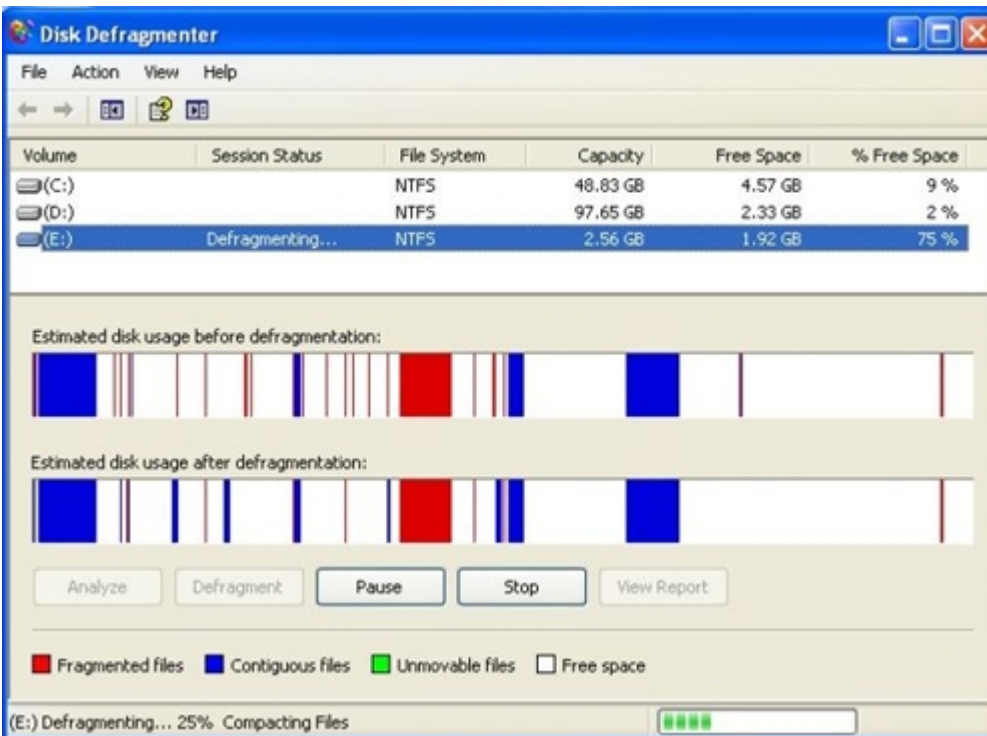 Disk Defragmenter
File Action View Help
Volume Session Status File System Capacity Free Space % Free Space
(C:) NTFS 48.83 GB 4.57 GB 9 %
(D:) NTFS 97.65 GB 2.33 GB 2 %
(E:) Defragmenting... NTFS 2.56 GB 1.92 GB 75 %
Estimated disk usage before defragmentation:
Estimated disk usage after defragmentation:
Analyze Defragment Pause Stop View Report
Fragmented files Contiguous files Unmovable files Free space
(E:) Defragmenting... 25% Compacting Files